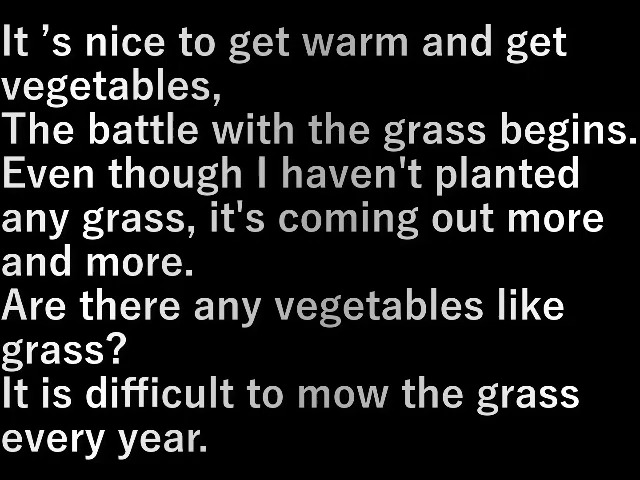 It ’s nice to get warm and get
vegetables,
The battle with the grass begins.
Even though I haven't planted
any grass, it's coming out more
and more.
Are there any vegetables like
grass?
It is difficult to mow the grass
every year.